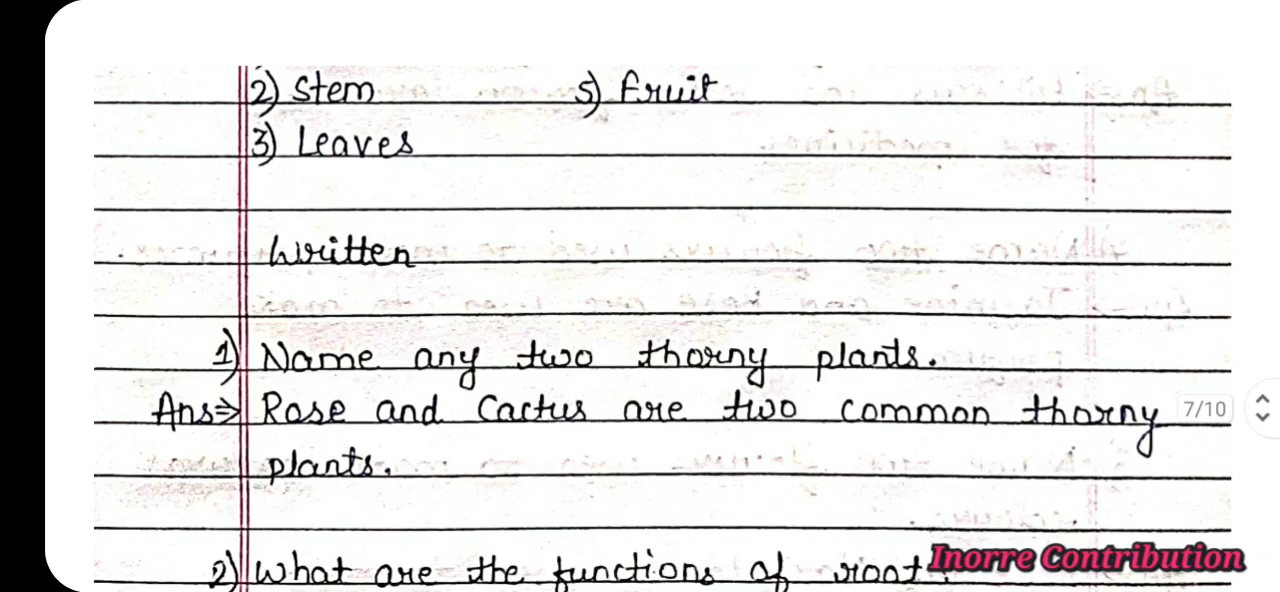 2) Stem 5) fruit
3) Leaves
Written
1) Name any two thorny plants.
Ans⇒ Rose and Cactus are two common thorny
7/10
plants.
2) What are the functions of root.
Inorre Contribution